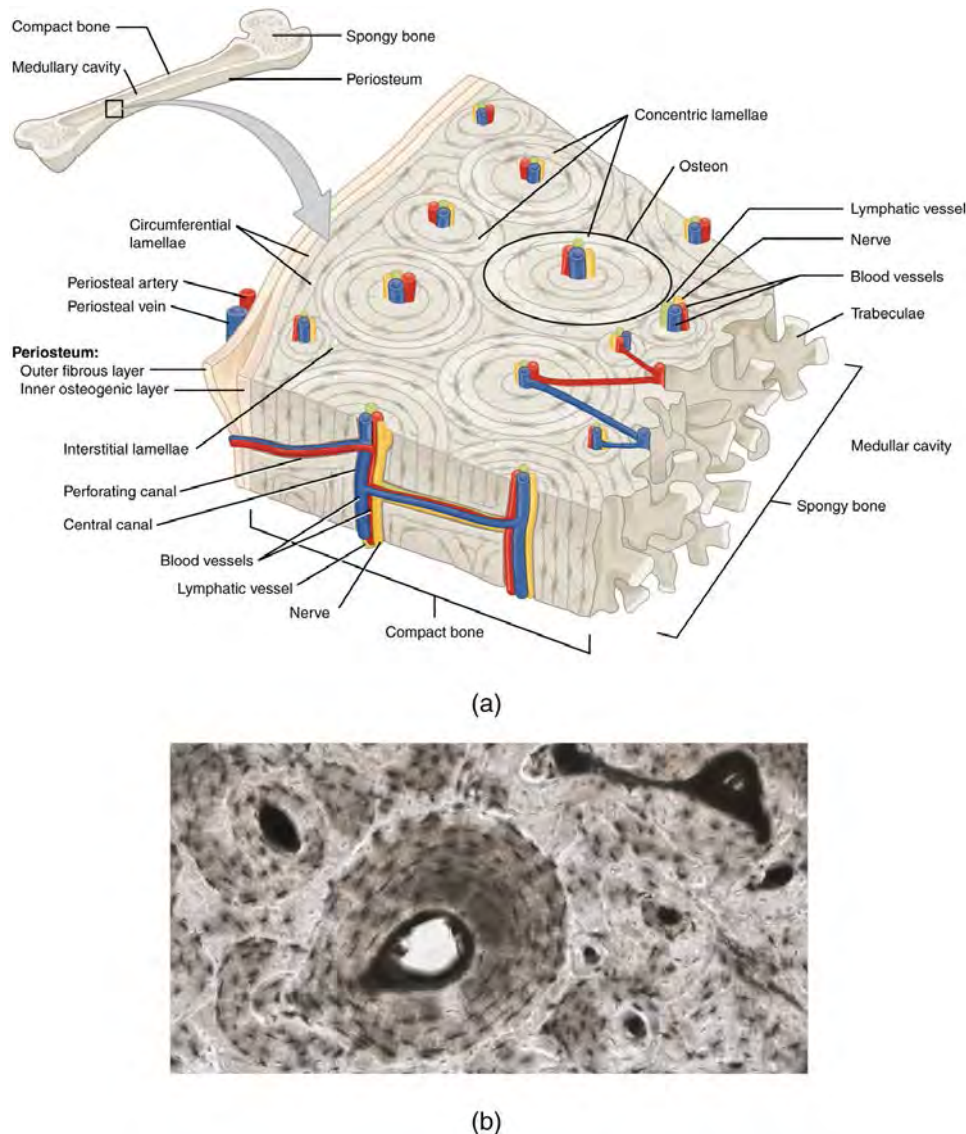 Compact bone
Spongy bone
Medullary cavity
Periosteum
Concentric lamellae
Osteon
Lymphatic vessel
Circumferential
lamellae
Nerve
Periosteal artery
Blood vessels
Periosteal vein
Trabeculae
Periosteum:
Outer fibrous layer
Inner osteogenic layer
Interstitial lamellae
Medullar cavity
Perforating canal
Spongy bone
Central canal
Blood vessels
Lymphatic vessel
Nerve
Compact bone
(a)
(b)